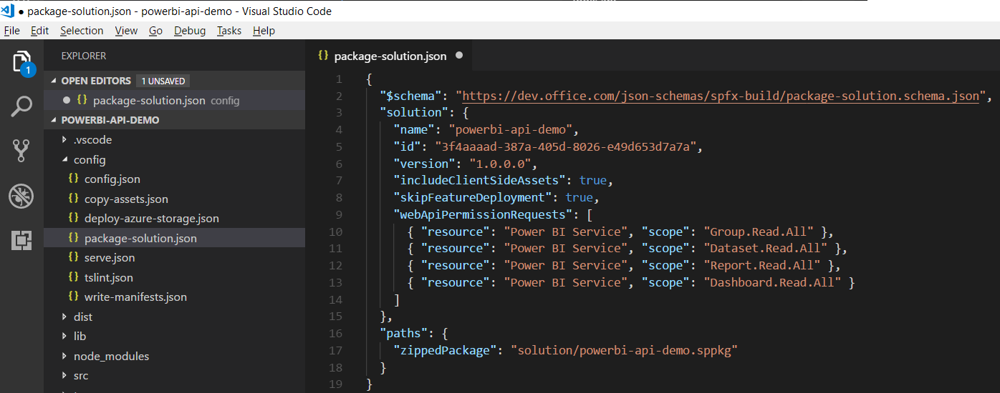 ● package-solution.json - powerbi-api-demo - Visual Studio Code
File Edit Selection View Go Debug Tasks Help
1
EXPLORER
OPEN EDITORS 1 UNSAVED
{} package-solution.json config
POWERBI-API-DEMO
.vscode
config
{} config.json
{} copy-assets.json
{} deploy-azure-storage.json
{} package-solution.json
{} serve.json
{} tslint.json
{} write-manifests.json
dist
lib
node_modules
src
{} package-solution.json ●
1 {
2 "$schema": "https://dev.office.com/json-schemas/spfx-build/package-solution.schema.json",
3 "solution": {
4 "name": "powerbi-api-demo",
5 "id": "3f4aaaad-387a-405d-8026-e49d653d7a7a",
6 "version": "1.0.0.0",
7 "includeClientSideAssets": true,
8 "skipFeatureDeployment": true,
9 "webApiPermissionRequests": [
10 { "resource": "Power BI Service", "scope": "Group.Read.All" },
11 { "resource": "Power BI Service", "scope": "Dataset.Read.All" },
12 { "resource": "Power BI Service", "scope": "Report.Read.All" },
13 { "resource": "Power BI Service", "scope": "Dashboard.Read.All" }
14 ]
15 },
16 "paths": {
17 "zippedPackage": "solution/powerbi-api-demo.sppkg"
18 }
19 }